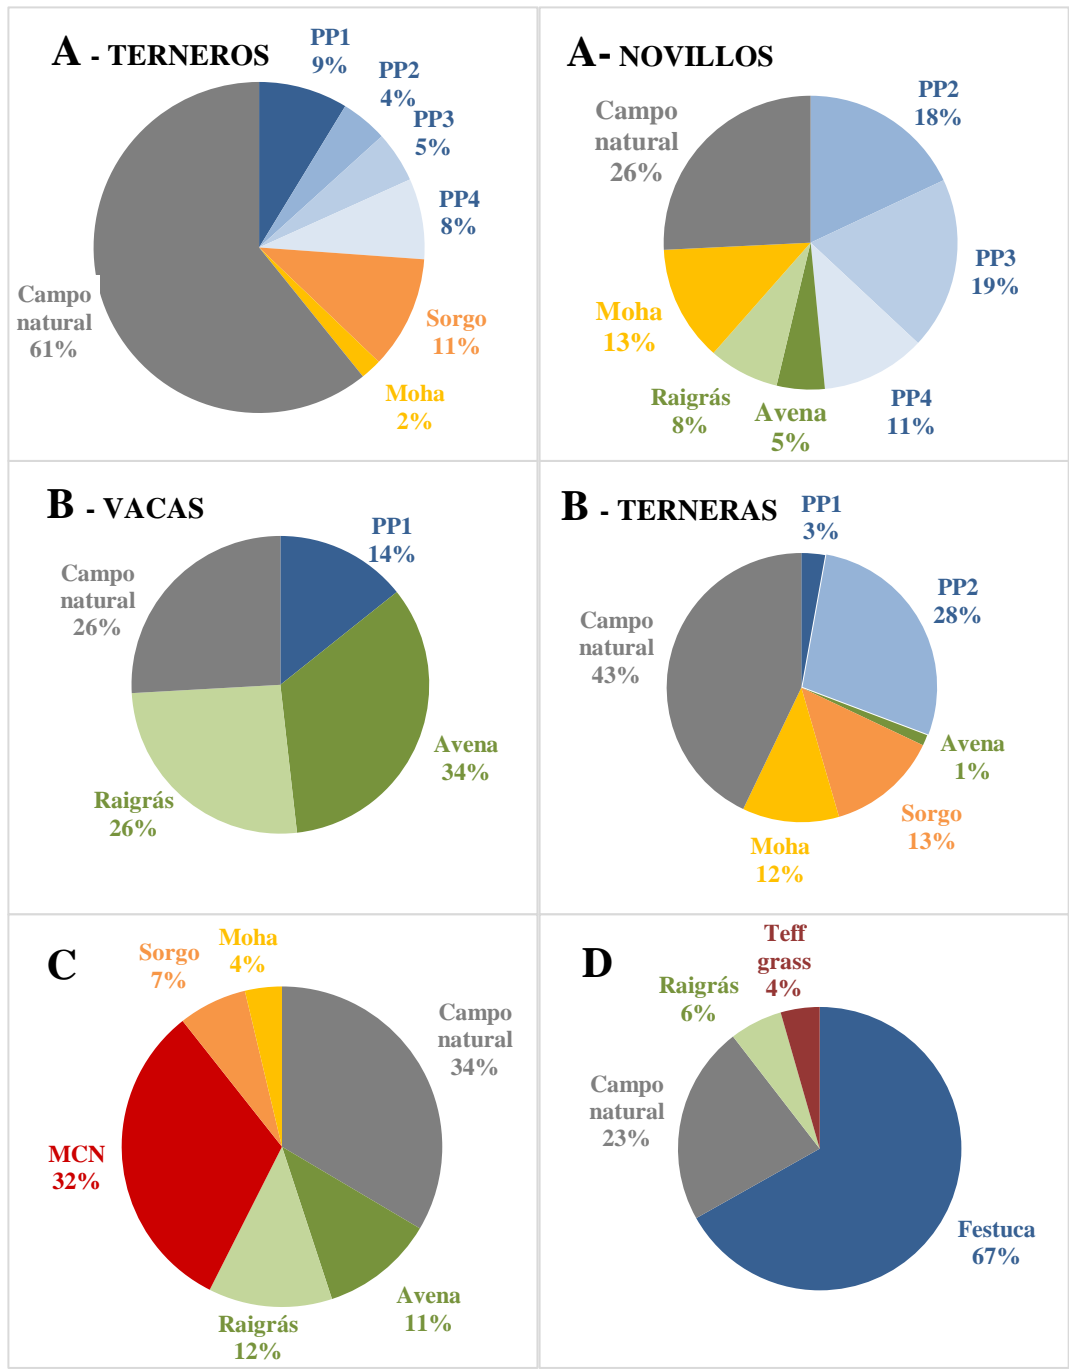 A - TERNEROS
PP1
9%
PP2
4%
PP3
5%
PP4
8%
Sorgo
11%
Moha
2%
Campo
natural
61%
A- NOVILLOS
PP2
18%
PP3
19%
PP4
11%
Avena
5%
Raigrás
8%
Moha
13%
Campo
natural
26%
B - VACAS
PP1
14%
Avena
34%
Raigrás
26%
Campo
natural
26%
B - TERNERAS
PP1
3%
PP2
28%
Avena
1%
Sorgo
13%
Moha
12%
Campo
natural
43%
C
Campo
natural
34%
Avena
11%
Raigrás
12%
MCN
32%
Sorgo
7%
Moha
4%
D
Festuca
67%
Campo
natural
23%
Raigrás
6%
Teff
grass
4%